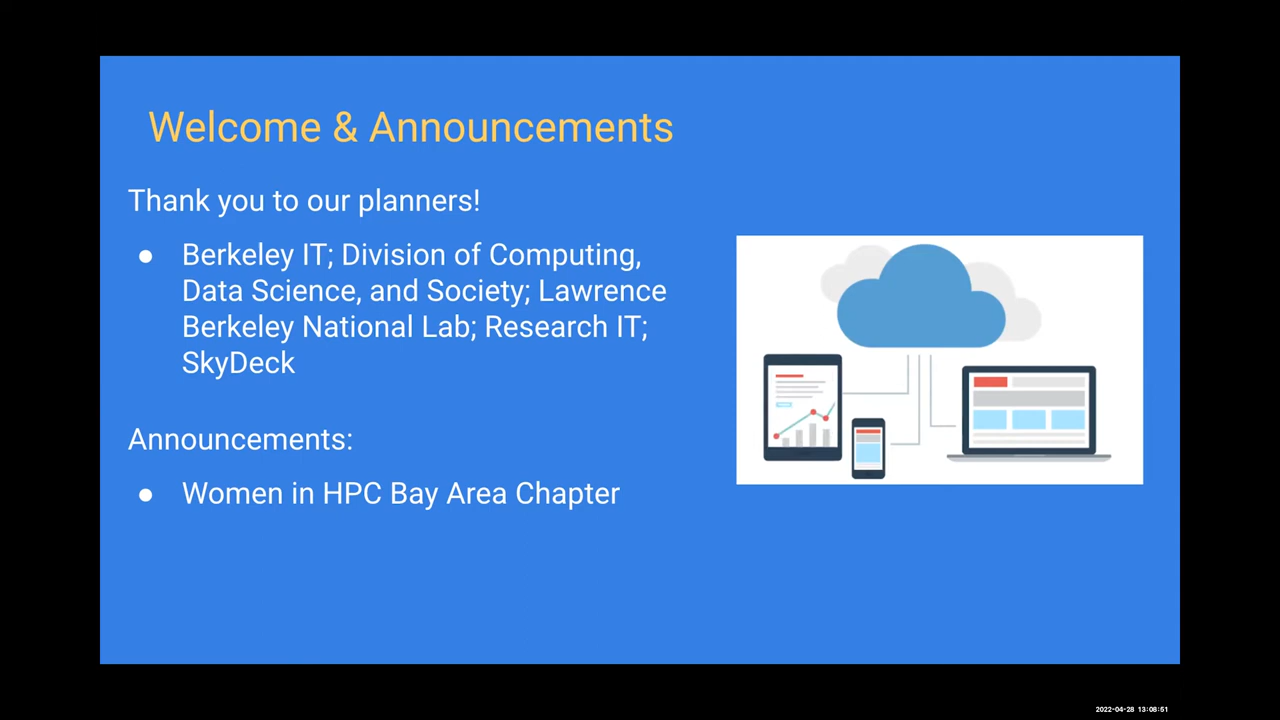 Welcome & Announcements
Thank you to our planners!
● Berkeley IT; Division of Computing,
Data Science, and Society; Lawrence
Berkeley National Lab; Research IT;
SkyDeck
Announcements:
● Women in HPC Bay Area Chapter
2022-04-28 13:08:51